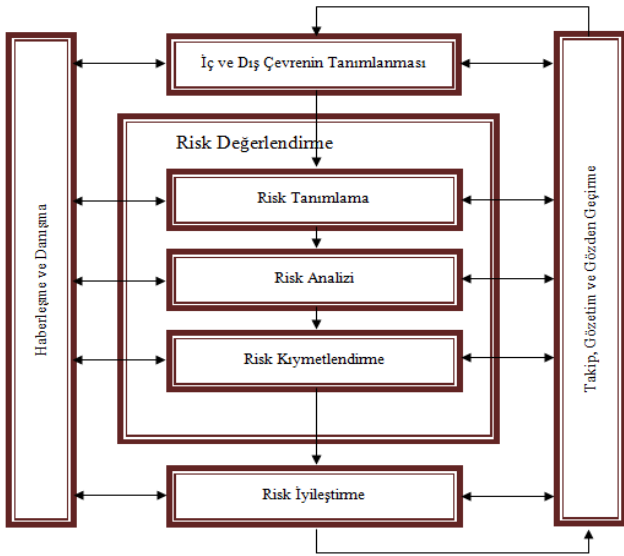 İç ve Dış Çevrenin Tanımlanması
Risk Değerlendirme
Risk Tanımlama
Risk Analizi
Risk Kıymetlendirme
Risk İyileştirme
Haberleşme ve Danışma
Takip, Gözetim ve Gözden Geçirme